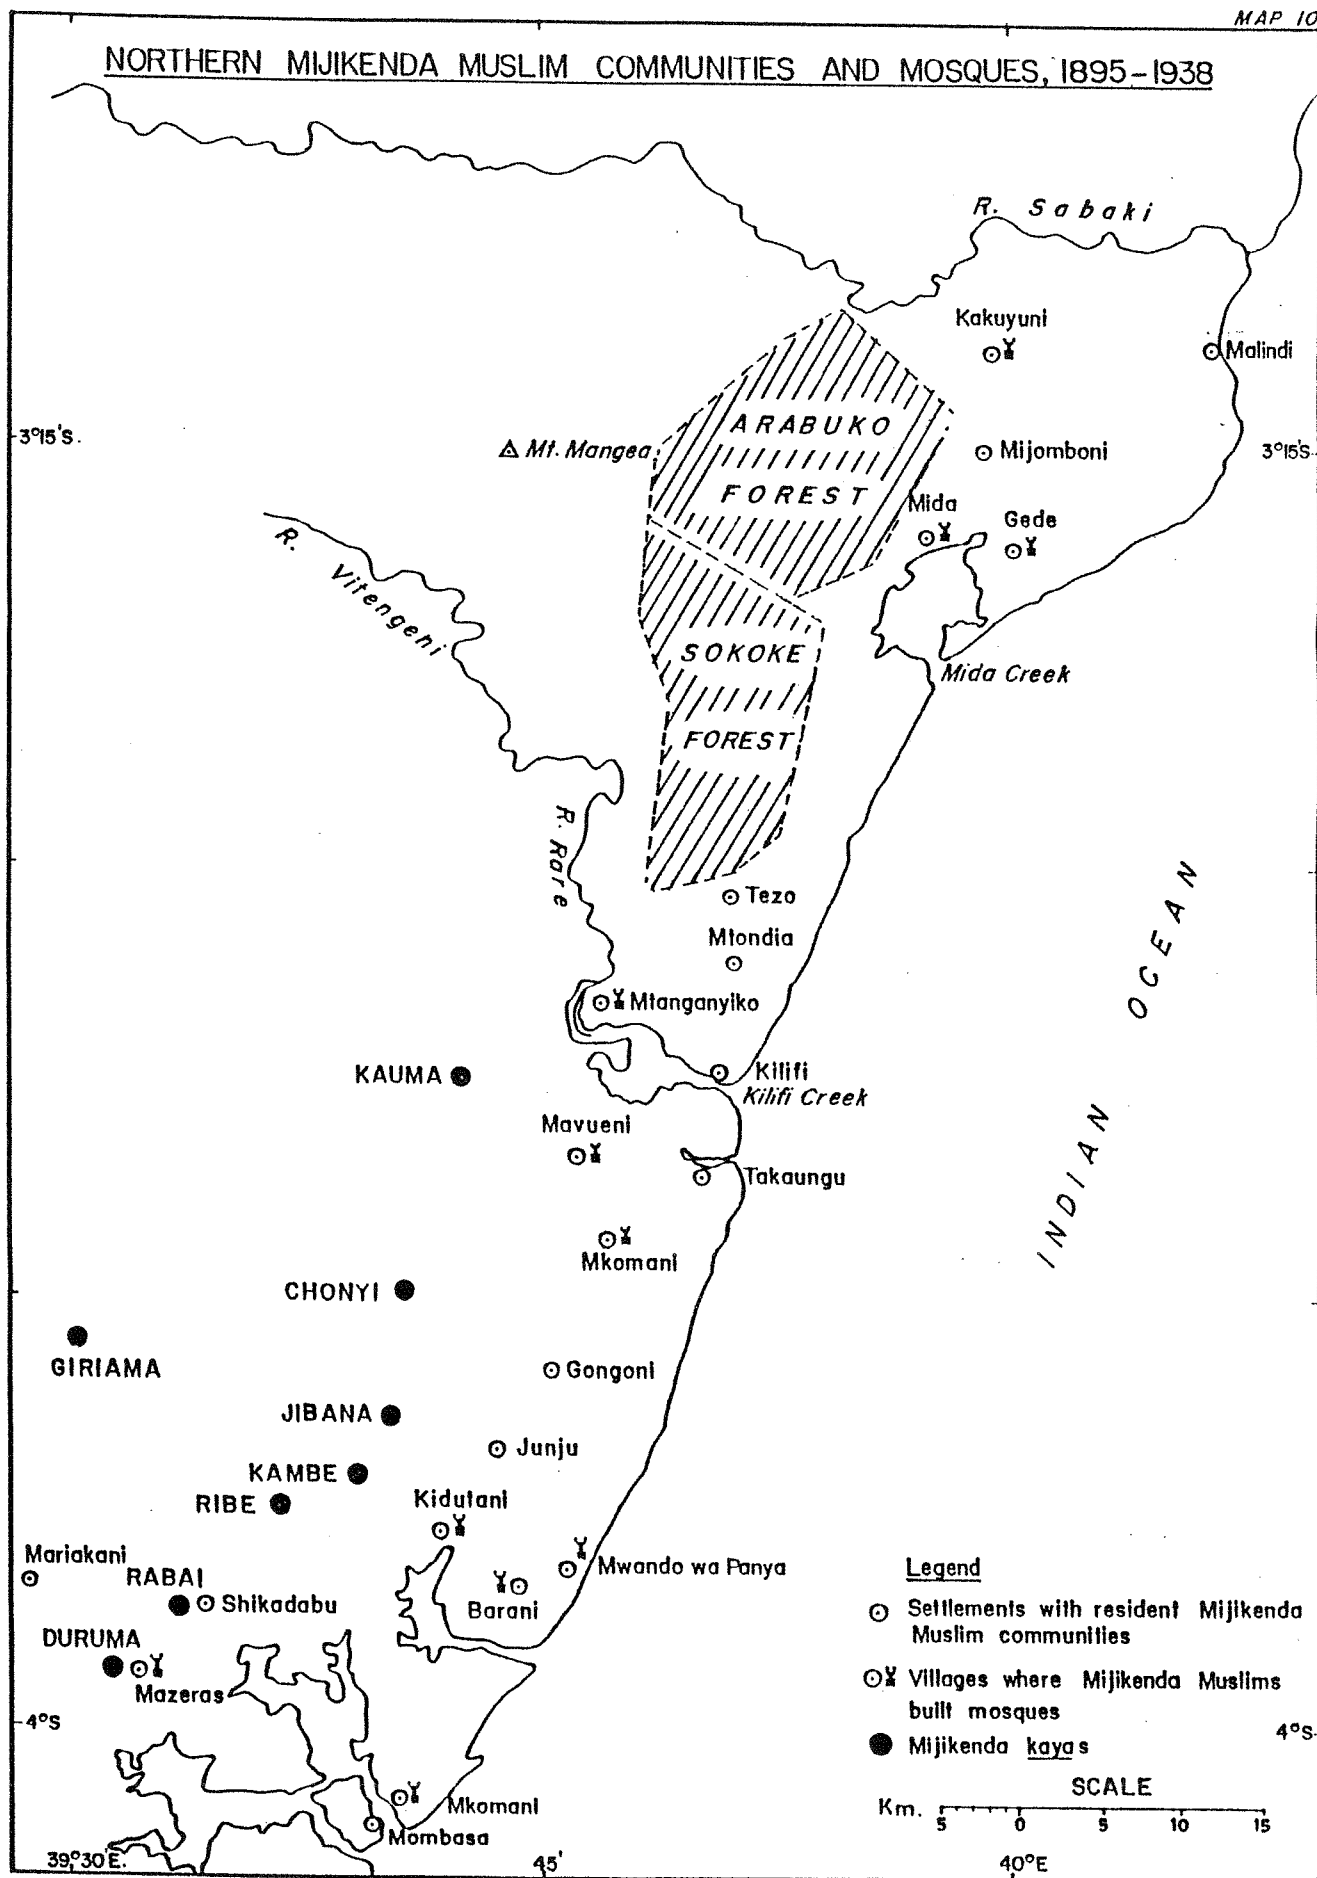 MAP 10
NORTHERN MIJIKENDA MUSLIM COMMUNITIES AND MOSQUES, 1895-1938
R. Sabaki
Kakuyuni
Malindi
ARABUKO
FOREST
3°15'S.
Mt. Mangea
Mijomboni
3°15'S
Mida
Gede
R.
Vitengeni
SOKOKE
FOREST
Mida Creek
R. Rare
Tezo
Mtondia
Mtanganyiko
INDIAN OCEAN
KAUMA
Kilifi
Kilifi Creek
Mavueni
Takaungu
Mkomani
CHONYI
GIRIAMA
Gongoni
JIBANA
Junju
KAMBE
RIBE
Kidutani
Mariakani
RABAI
Shikadabu
Barani
Mwando wa Panya
DURUMA
Mazeras
4°S
Mkomani
Mombasa
39°30'E.
45'
40°E
Legend
Settlements with resident Mijikenda
Muslim communities
Villages where Mijikenda Muslims
built mosques
4°S
Mijikenda kayas
SCALE
Km. 5 0 5 10 15